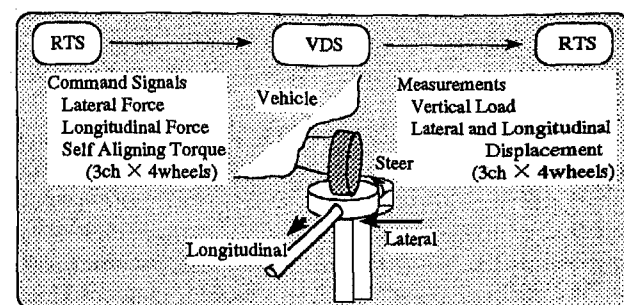 RTS
VDS
RTS
Command Signals
Lateral Force
Longitudinal Force
Self Aligning Torque
(3ch × 4wheels)
Vehicle
Measurements
Vertical Load
Lateral and Longitudinal
Displacement
(3ch × 4wheels)
Steer
Longitudinal
Lateral